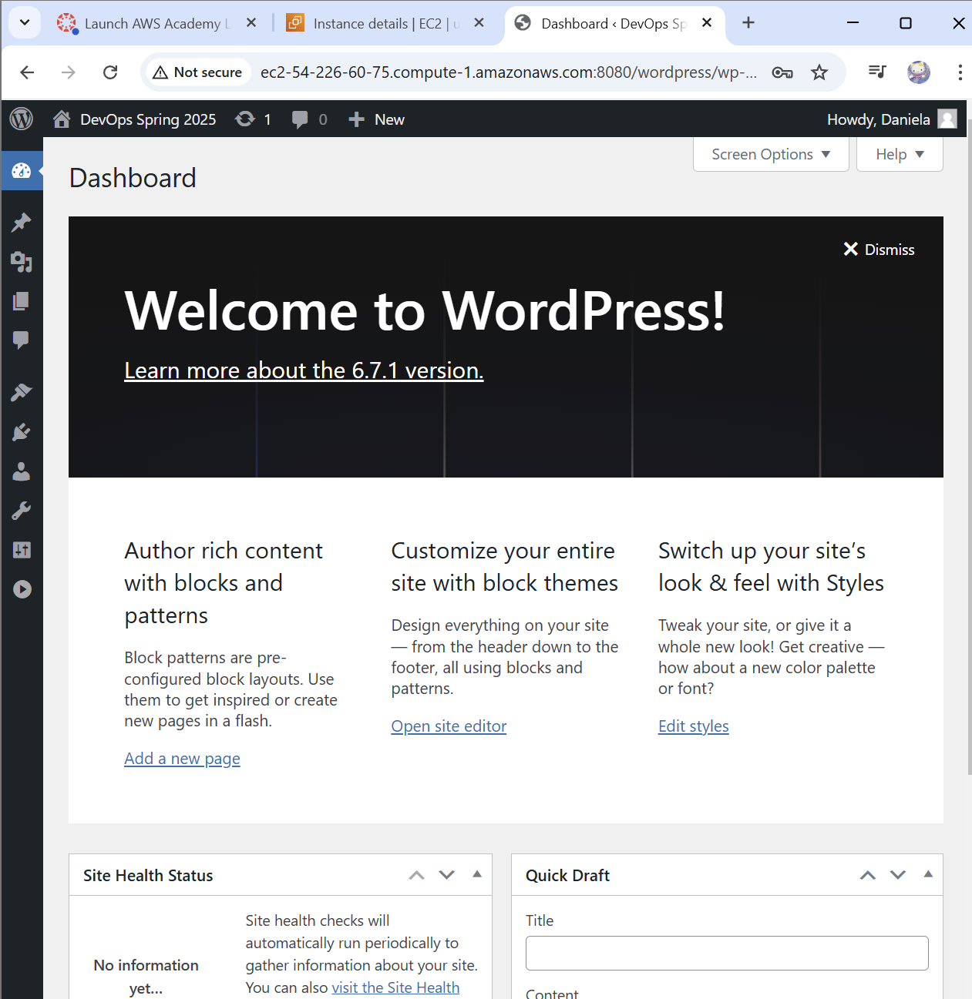 Launch AWS Academy L
Instance details | EC2 | u
Dashboard ‹ DevOps Sp
Not secure
ec2-54-226-60-75.compute-1.amazonaws.com:8080/wordpress/wp-...
DevOps Spring 2025
1
0
New
Howdy, Daniela
Screen Options
Help
Dashboard
Dismiss
Welcome to WordPress!
Learn more about the 6.7.1 version.
Author rich content
with blocks and
patterns
Block patterns are pre-
configured block layouts. Use
them to get inspired or create
new pages in a flash.
Add a new page
Customize your entire
site with block themes
Design everything on your site
— from the header down to the
footer, all using blocks and
patterns.
Open site editor
Switch up your site’s
look & feel with Styles
Tweak your site, or give it a
whole new look! Get creative —
how about a new color palette
or font?
Edit styles
Site Health Status
No information
yet...
Site health checks will
automatically run periodically to
gather information about your site.
You can also visit the Site Health
Quick Draft
Title
Content